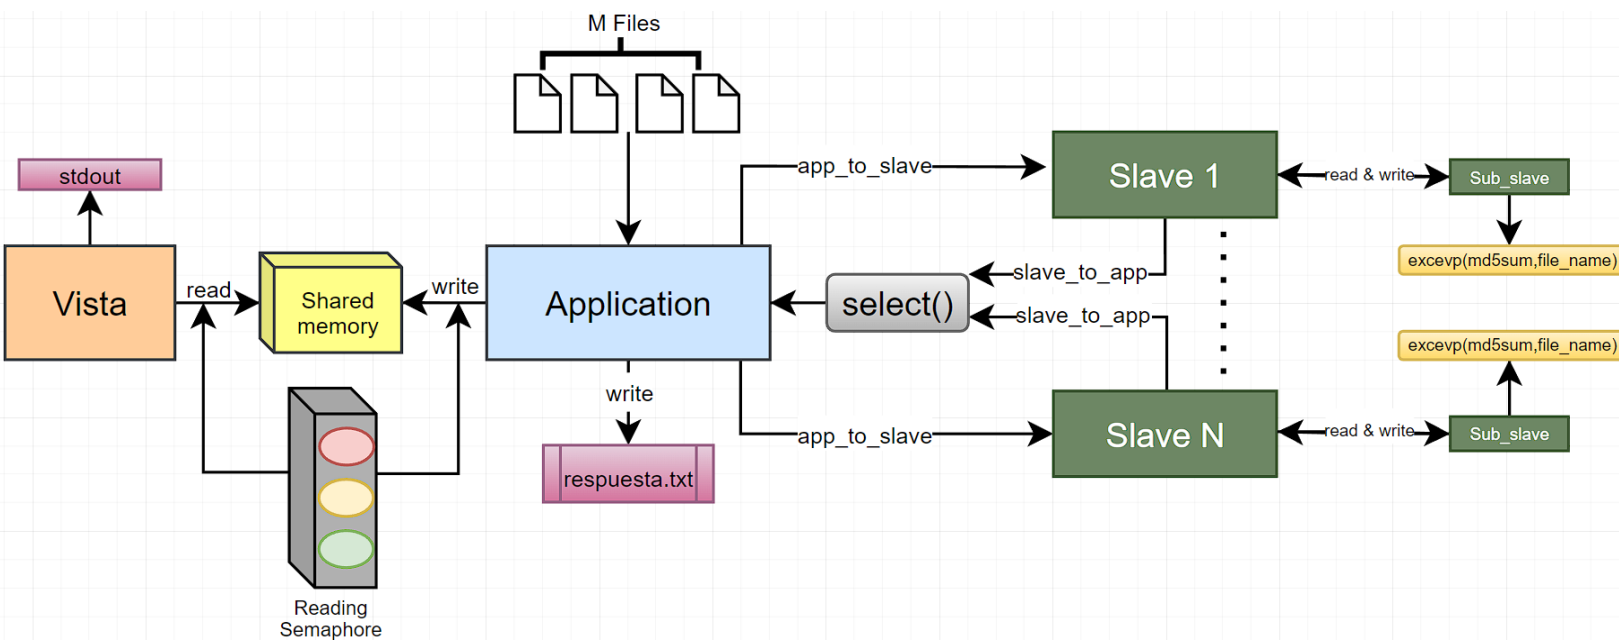 M Files
stdout
app_to_slave
Slave 1
read & write
Sub_slave
excevp(md5sum,file_name)
Vista
read
Shared
memory
write
Application
select()
slave_to_app
slave_to_app
excevp(md5sum,file_name)
write
respuesta.txt
app_to_slave
Slave N
read & write
Sub_slave
Reading
Semaphore